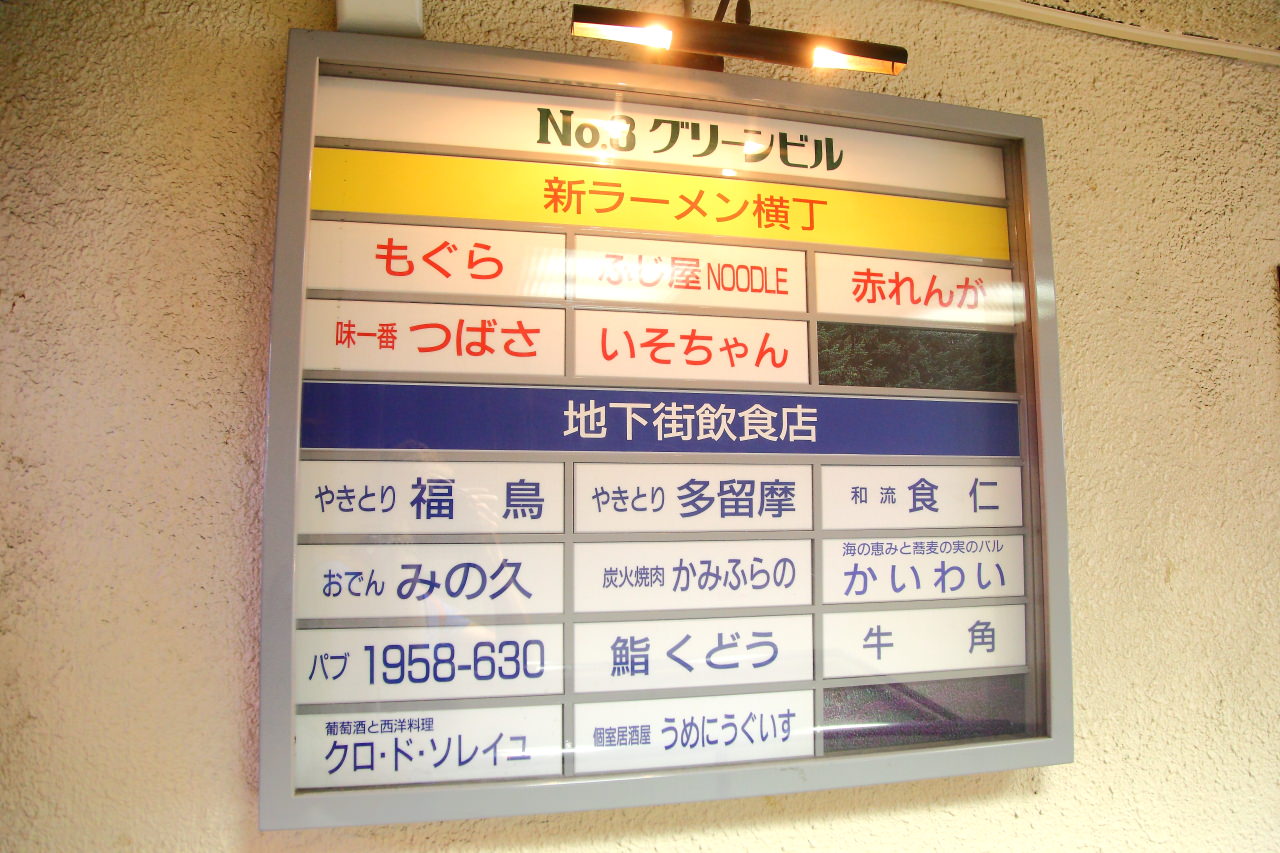 No.3 グリーンビル
新ラーメン横丁
もぐら
ふじ屋 NOODLE
赤れんが
味一番 つばさ
いそちゃん
地下街飲食店
やきとり 福 鳥
やきとり 多留摩
和 流 食 仁
おでん みの久
炭火焼肉 かみふらの
海の恵みと蕎麦の実のバル
かいわい
パブ 1958-630
鮨 くどう
牛 角
葡萄酒と西洋料理
クロ・ド・ソレイユ
個室居酒屋 うめにうぐいす